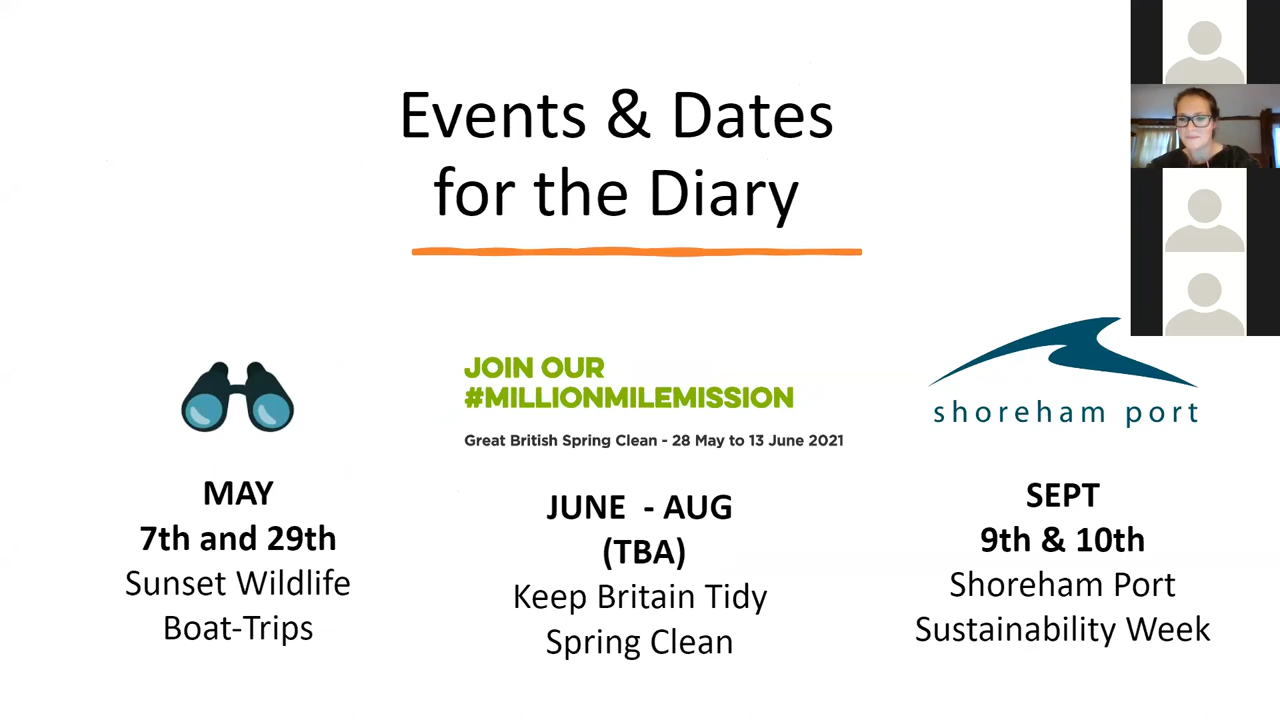 Events & Dates
for the Diary
JOIN OUR
#MILLIONMILEMISSION
Great British Spring Clean - 28 May to 13 June 2021
shoreham port
MAY
7th and 29th
Sunset Wildlife
Boat-Trips
JUNE - AUG
(TBA)
Keep Britain Tidy
Spring Clean
SEPT
9th & 10th
Shoreham Port
Sustainability Week